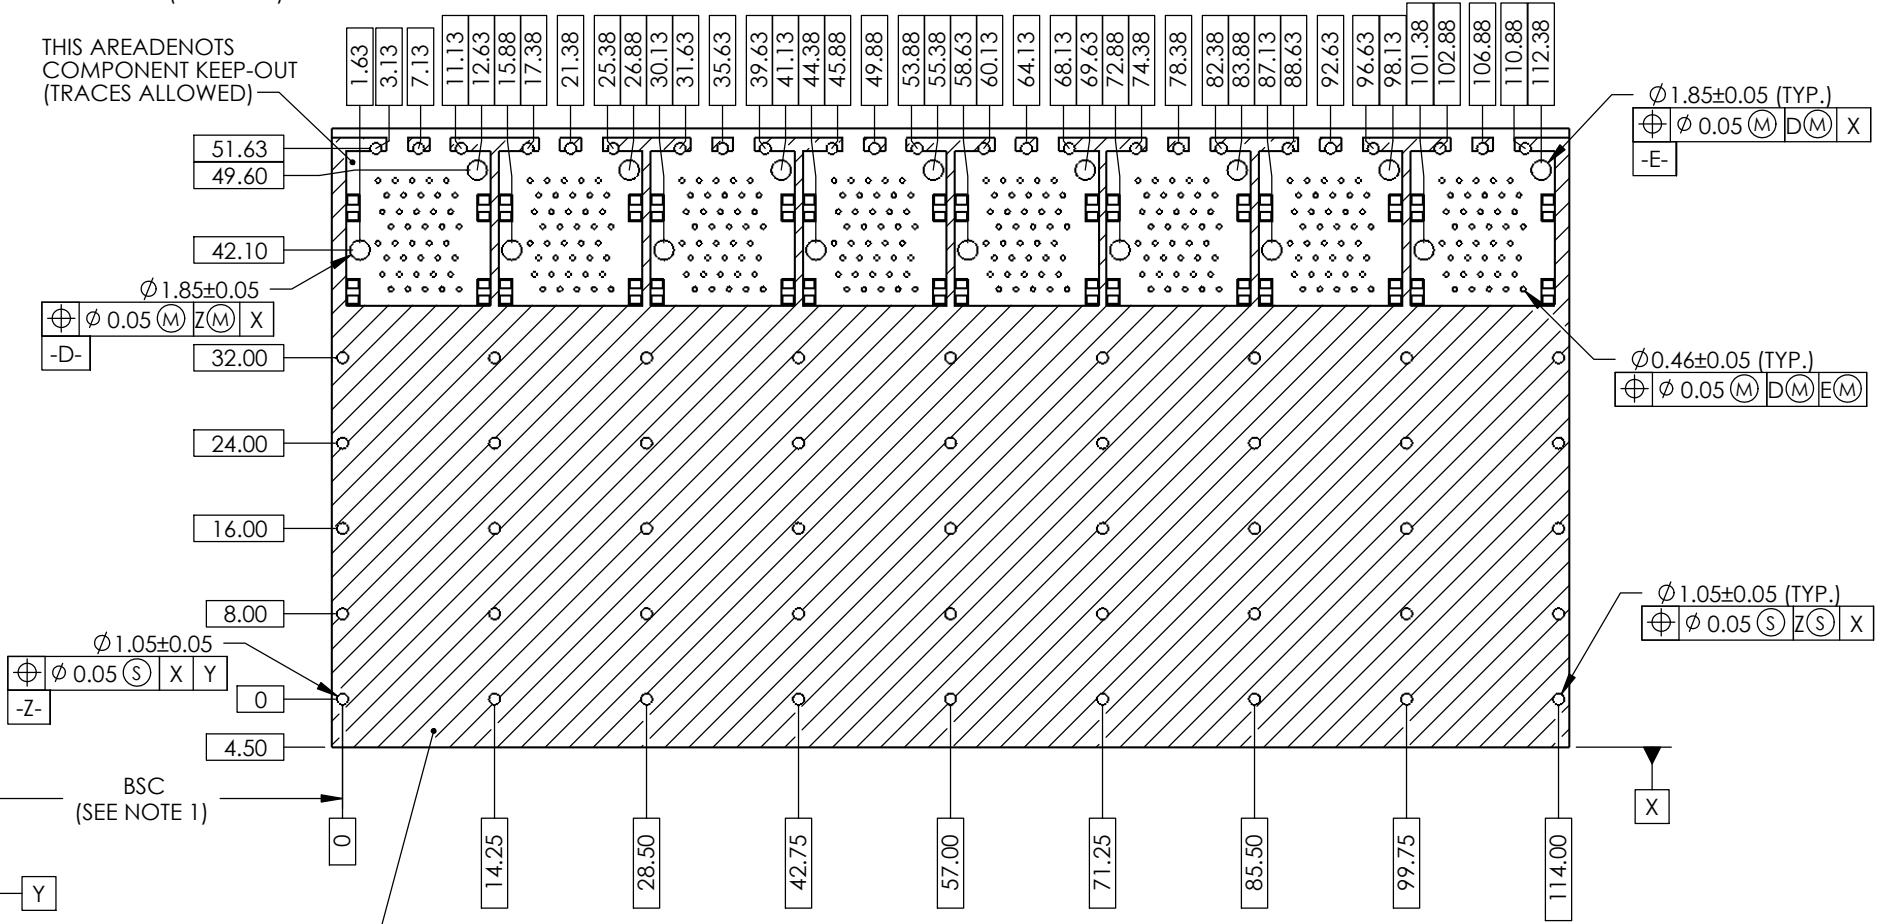 THIS AREADENOTS
COMPONENT KEEP-OUT
(TRACES ALLOWED)
1.63
3.13
7.13
11.13
12.63
15.88
17.38
21.38
25.38
26.88
30.13
31.63
35.63
39.63
41.13
44.38
45.88
49.88
53.88
55.38
58.63
60.13
64.13
68.13
69.63
72.88
74.38
78.38
82.38
83.88
87.13
88.63
92.63
96.63
98.13
101.38
102.88
106.88
110.88
112.38
Ø1.85±0.05 (TYP.)
⌖ Ø 0.05 Ⓜ DⓂ X
-E-
51.63
49.60
42.10
Ø1.85±0.05
⌖ Ø 0.05 Ⓜ ZⓂ X
-D-
32.00
Ø0.46±0.05 (TYP.)
⌖ Ø 0.05 Ⓜ DⓂ EⓂ
24.00
16.00
8.00
Ø1.05±0.05 (TYP.)
⌖ Ø 0.05 Ⓢ ZⓈ X
Ø1.05±0.05
⌖ Ø 0.05 Ⓢ X Y
-Z-
0
4.50
BSC
(SEE NOTE 1)
X
0
14.25
28.50
42.75
57.00
71.25
85.50
99.75
114.00
Y